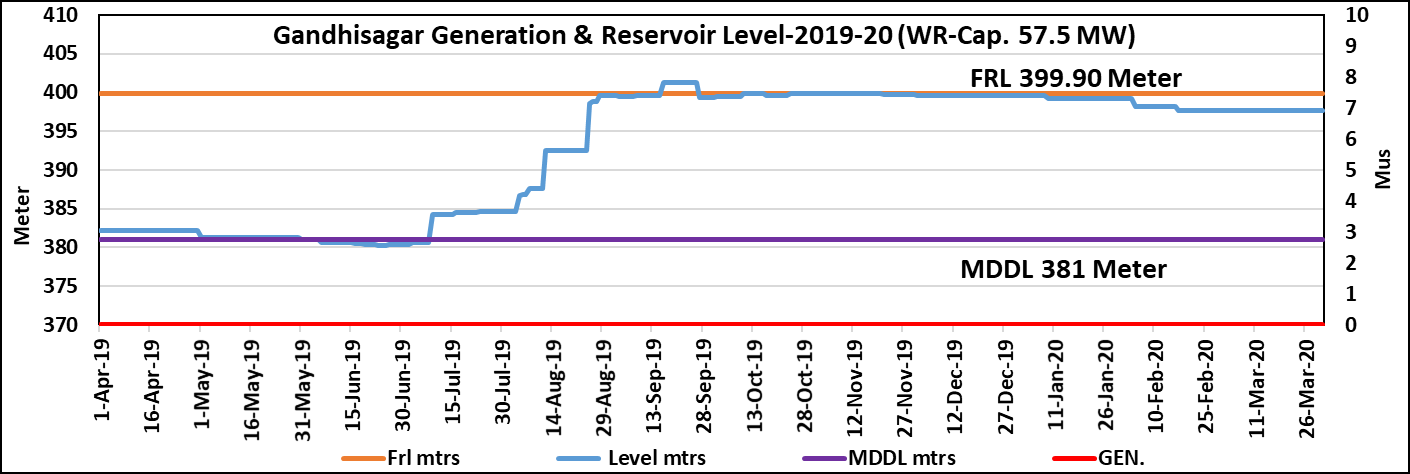 Gandhisagar Generation & Reservoir Level-2019-20 (WR-Cap. 57.5 MW)
FRL 399.90 Meter
MDDL 381 Meter
Meter
410
405
400
395
390
385
380
375
370
Mus
10
9
8
7
6
5
4
3
2
1
0
1-Apr-19
16-Apr-19
1-May-19
16-May-19
31-May-19
15-Jun-19
30-Jun-19
15-Jul-19
30-Jul-19
14-Aug-19
29-Aug-19
13-Sep-19
28-Sep-19
13-Oct-19
28-Oct-19
12-Nov-19
27-Nov-19
12-Dec-19
27-Dec-19
11-Jan-20
26-Jan-20
10-Feb-20
25-Feb-20
11-Mar-20
26-Mar-20
Frl mtrs Level mtrs MDDL mtrs GEN.